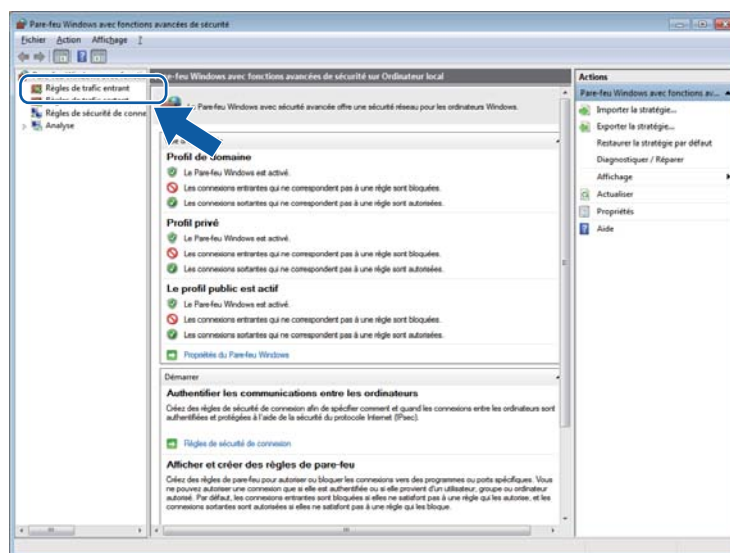 Pare-feu Windows avec fonctions avancées de sécurité
Fichier Action Affichage ?
Règles de trafic entrant
Règles de sécurité de conne
Analyse
Pare-feu Windows avec fonctions avancées de sécurité sur Ordinateur local
Le Pare-feu Windows avec sécurité avancée offre une sécurité réseau pour les ordinateurs Windows.
Profil de domaine
Le Pare-feu Windows est activé.
Les connexions entrantes qui ne correspondent pas à une règle sont bloquées.
Les connexions sortantes qui ne correspondent pas à une règle sont autorisées.
Profil privé
Le Pare-feu Windows est activé.
Les connexions entrantes qui ne correspondent pas à une règle sont bloquées.
Les connexions sortantes qui ne correspondent pas à une règle sont autorisées.
Le profil public est actif
Le Pare-feu Windows est activé.
Les connexions entrantes qui ne correspondent pas à une règle sont bloquées.
Les connexions sortantes qui ne correspondent pas à une règle sont autorisées.
Propriétés du Pare-feu Windows
Démarrer
Authentifier les communications entre les ordinateurs
Créez des règles de sécurité de connexion afin de spécifier comment et quand les connexions entre les ordinateurs sont
authentifiées et protégées à l'aide de la sécurité du protocole Internet (IPsec).
Règles de sécurité de connexion
Afficher et créer des règles de pare-feu
Créez des règles de pare-feu pour autoriser ou bloquer les connexions vers des programmes ou ports spécifiques. Vous
ne pouvez autoriser une connexion que si elle est authentifiée ou si elle provient d'un utilisateur, groupe ou ordinateur
autorisé. Par défaut, les connexions entrantes sont bloquées si elles ne satisfont pas à une règle qui les autorise, et les
connexions sortantes sont autorisées si elles ne satisfont pas à une règle qui les bloque.
Actions
Pare-feu Windows avec fonctions av...
Importer la stratégie...
Exporter la stratégie...
Restaurer la stratégie par défaut
Diagnostiquer / Réparer
Affichage
Actualiser
Propriétés
Aide